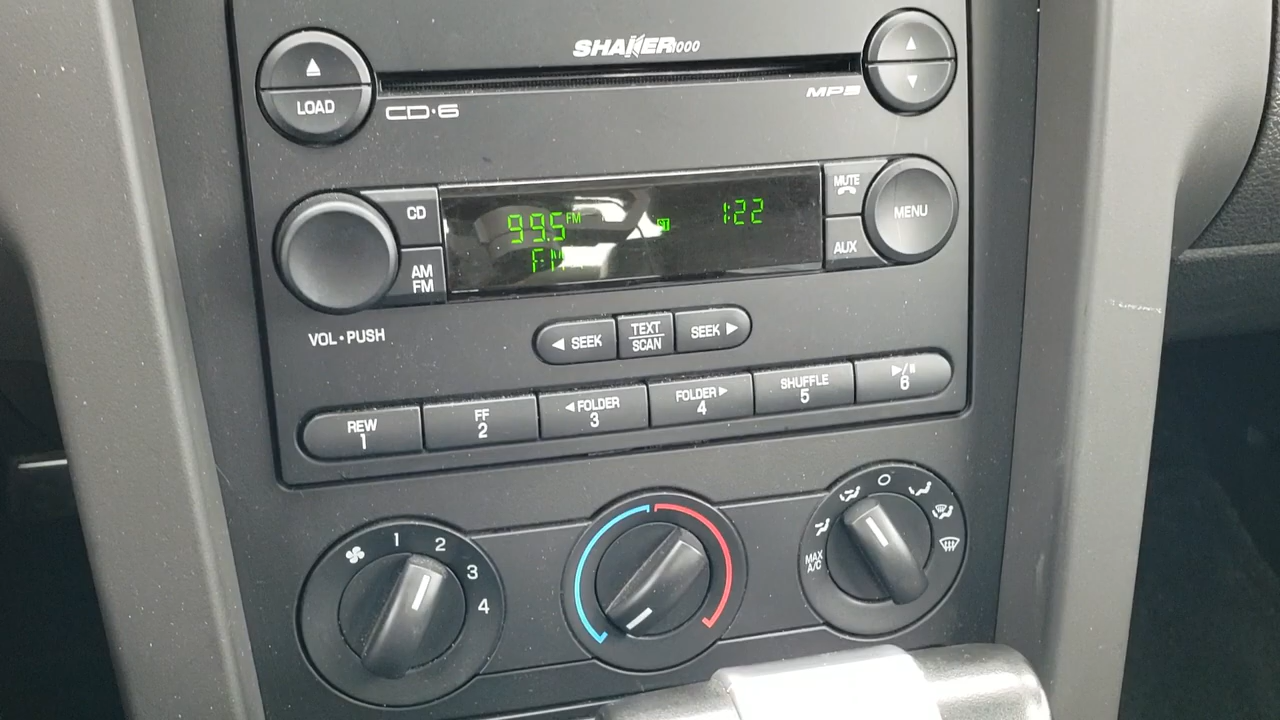 SHAKER 1000
LOAD
CD•6
MP3
CD
99.5 FM ST 1:22
FM
MUTE
MENU
AUX
AM
FM
VOL • PUSH
SEEK
TEXT
SCAN
SEEK
REW
1
FF
2
FOLDER
3
FOLDER
4
SHUFFLE
5
6
1 2 3 4
MAX
A/C